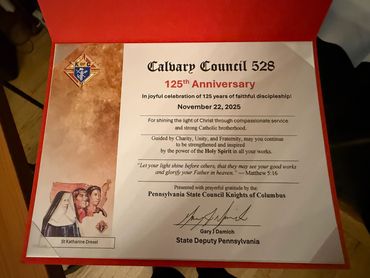 K of C
Calvary Council 528
125th Anniversary
In joyful celebration of 125 years of faithful discipleship!
November 22, 2025
For shining the light of Christ through compassionate service
and strong Catholic brotherhood.
Guided by Charity, Unity, and Fraternity, may you continue
to be strengthened and inspired
by the power of the Holy Spirit in all your works.
"Let your light shine before others, that they may see your good works
and glorify your Father in heaven." — Matthew 5:16
Presented with prayerful gratitude by the
Pennsylvania State Council Knights of Columbus
Gary J Damich
State Deputy Pennsylvania
St Katharine Drexel